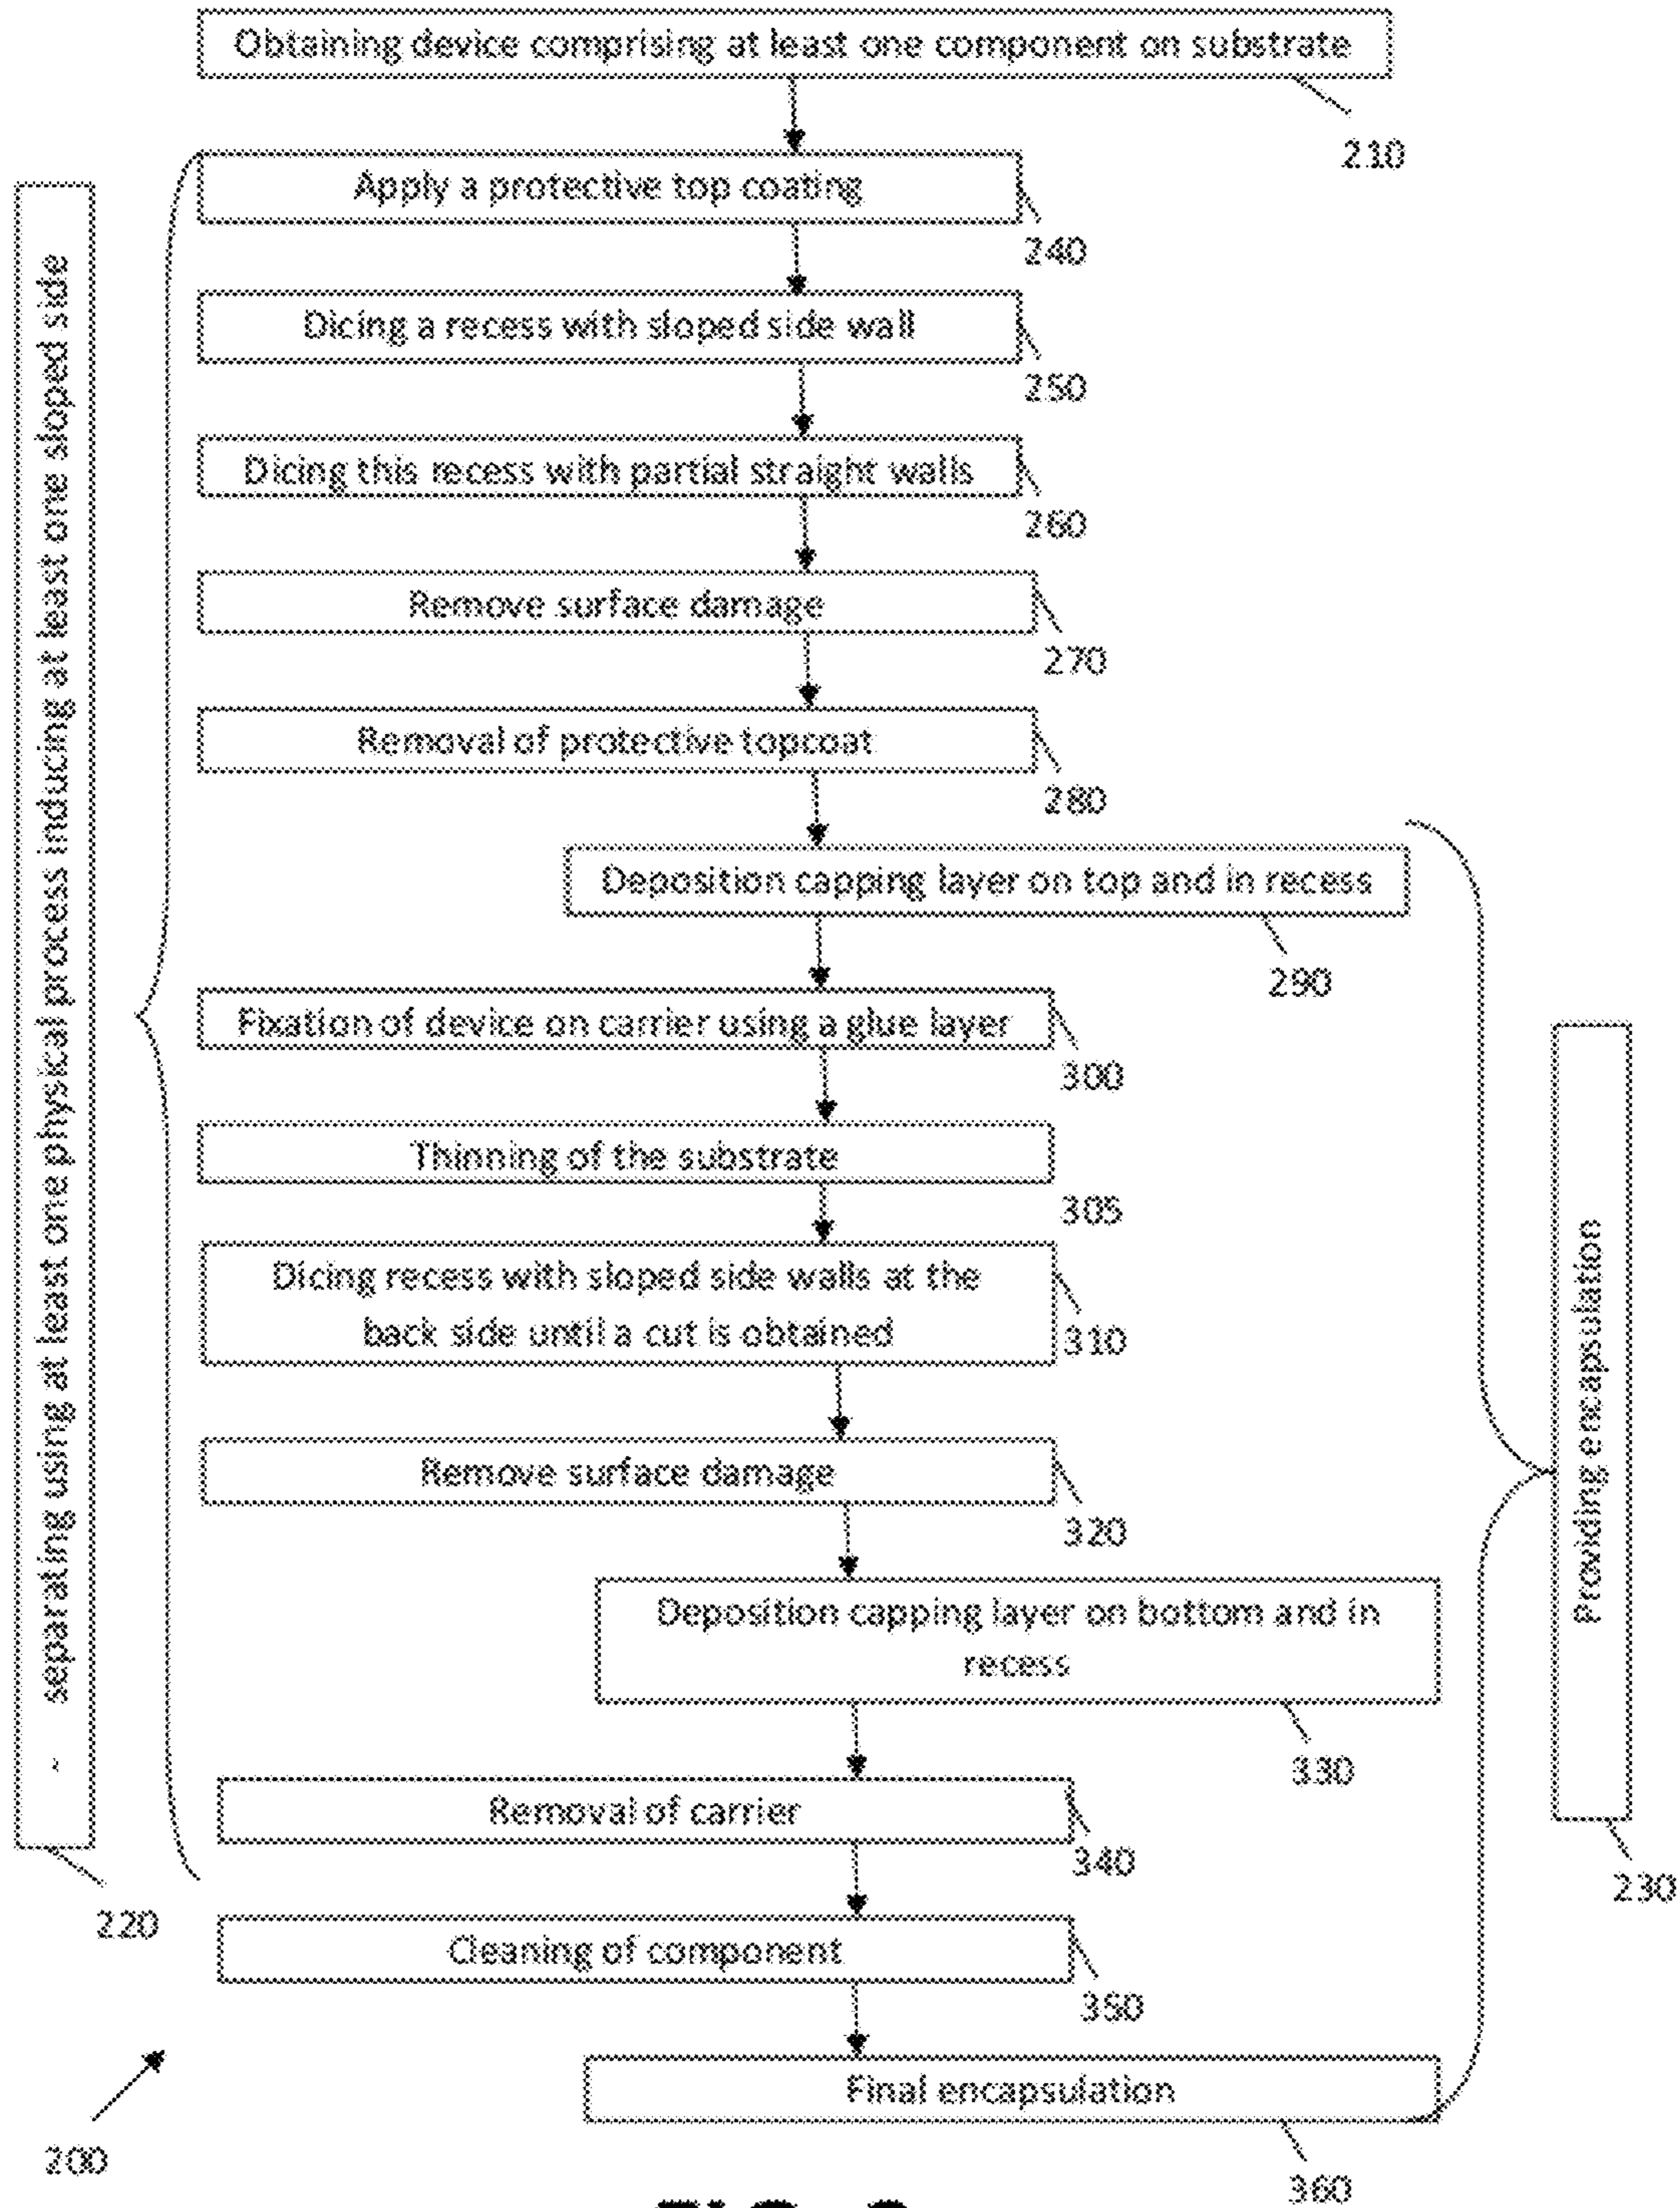 Obtaining device comprising at least one component on substrate
210
Apply a protective top coating
240
Dicing a recess with sloped side wall
250
Dicing this recess with partial straight walls
260
Remove surface damage
270
Removal of protective topcoat
280
Deposition capping layer on top and in recess
290
Fixation of device on carrier using a glue layer
300
Thinning of the substrate
305
Dicing recess with sloped side walls at the
back side until a cut is obtained
310
Remove surface damage
320
Deposition capping layer on bottom and in
recess
330
Removal of carrier
340
Cleaning of component
350
Final encapsulation
360
- separating using at least one physical process inducing at least one sloped side
220
Providing encapsulation
230
200